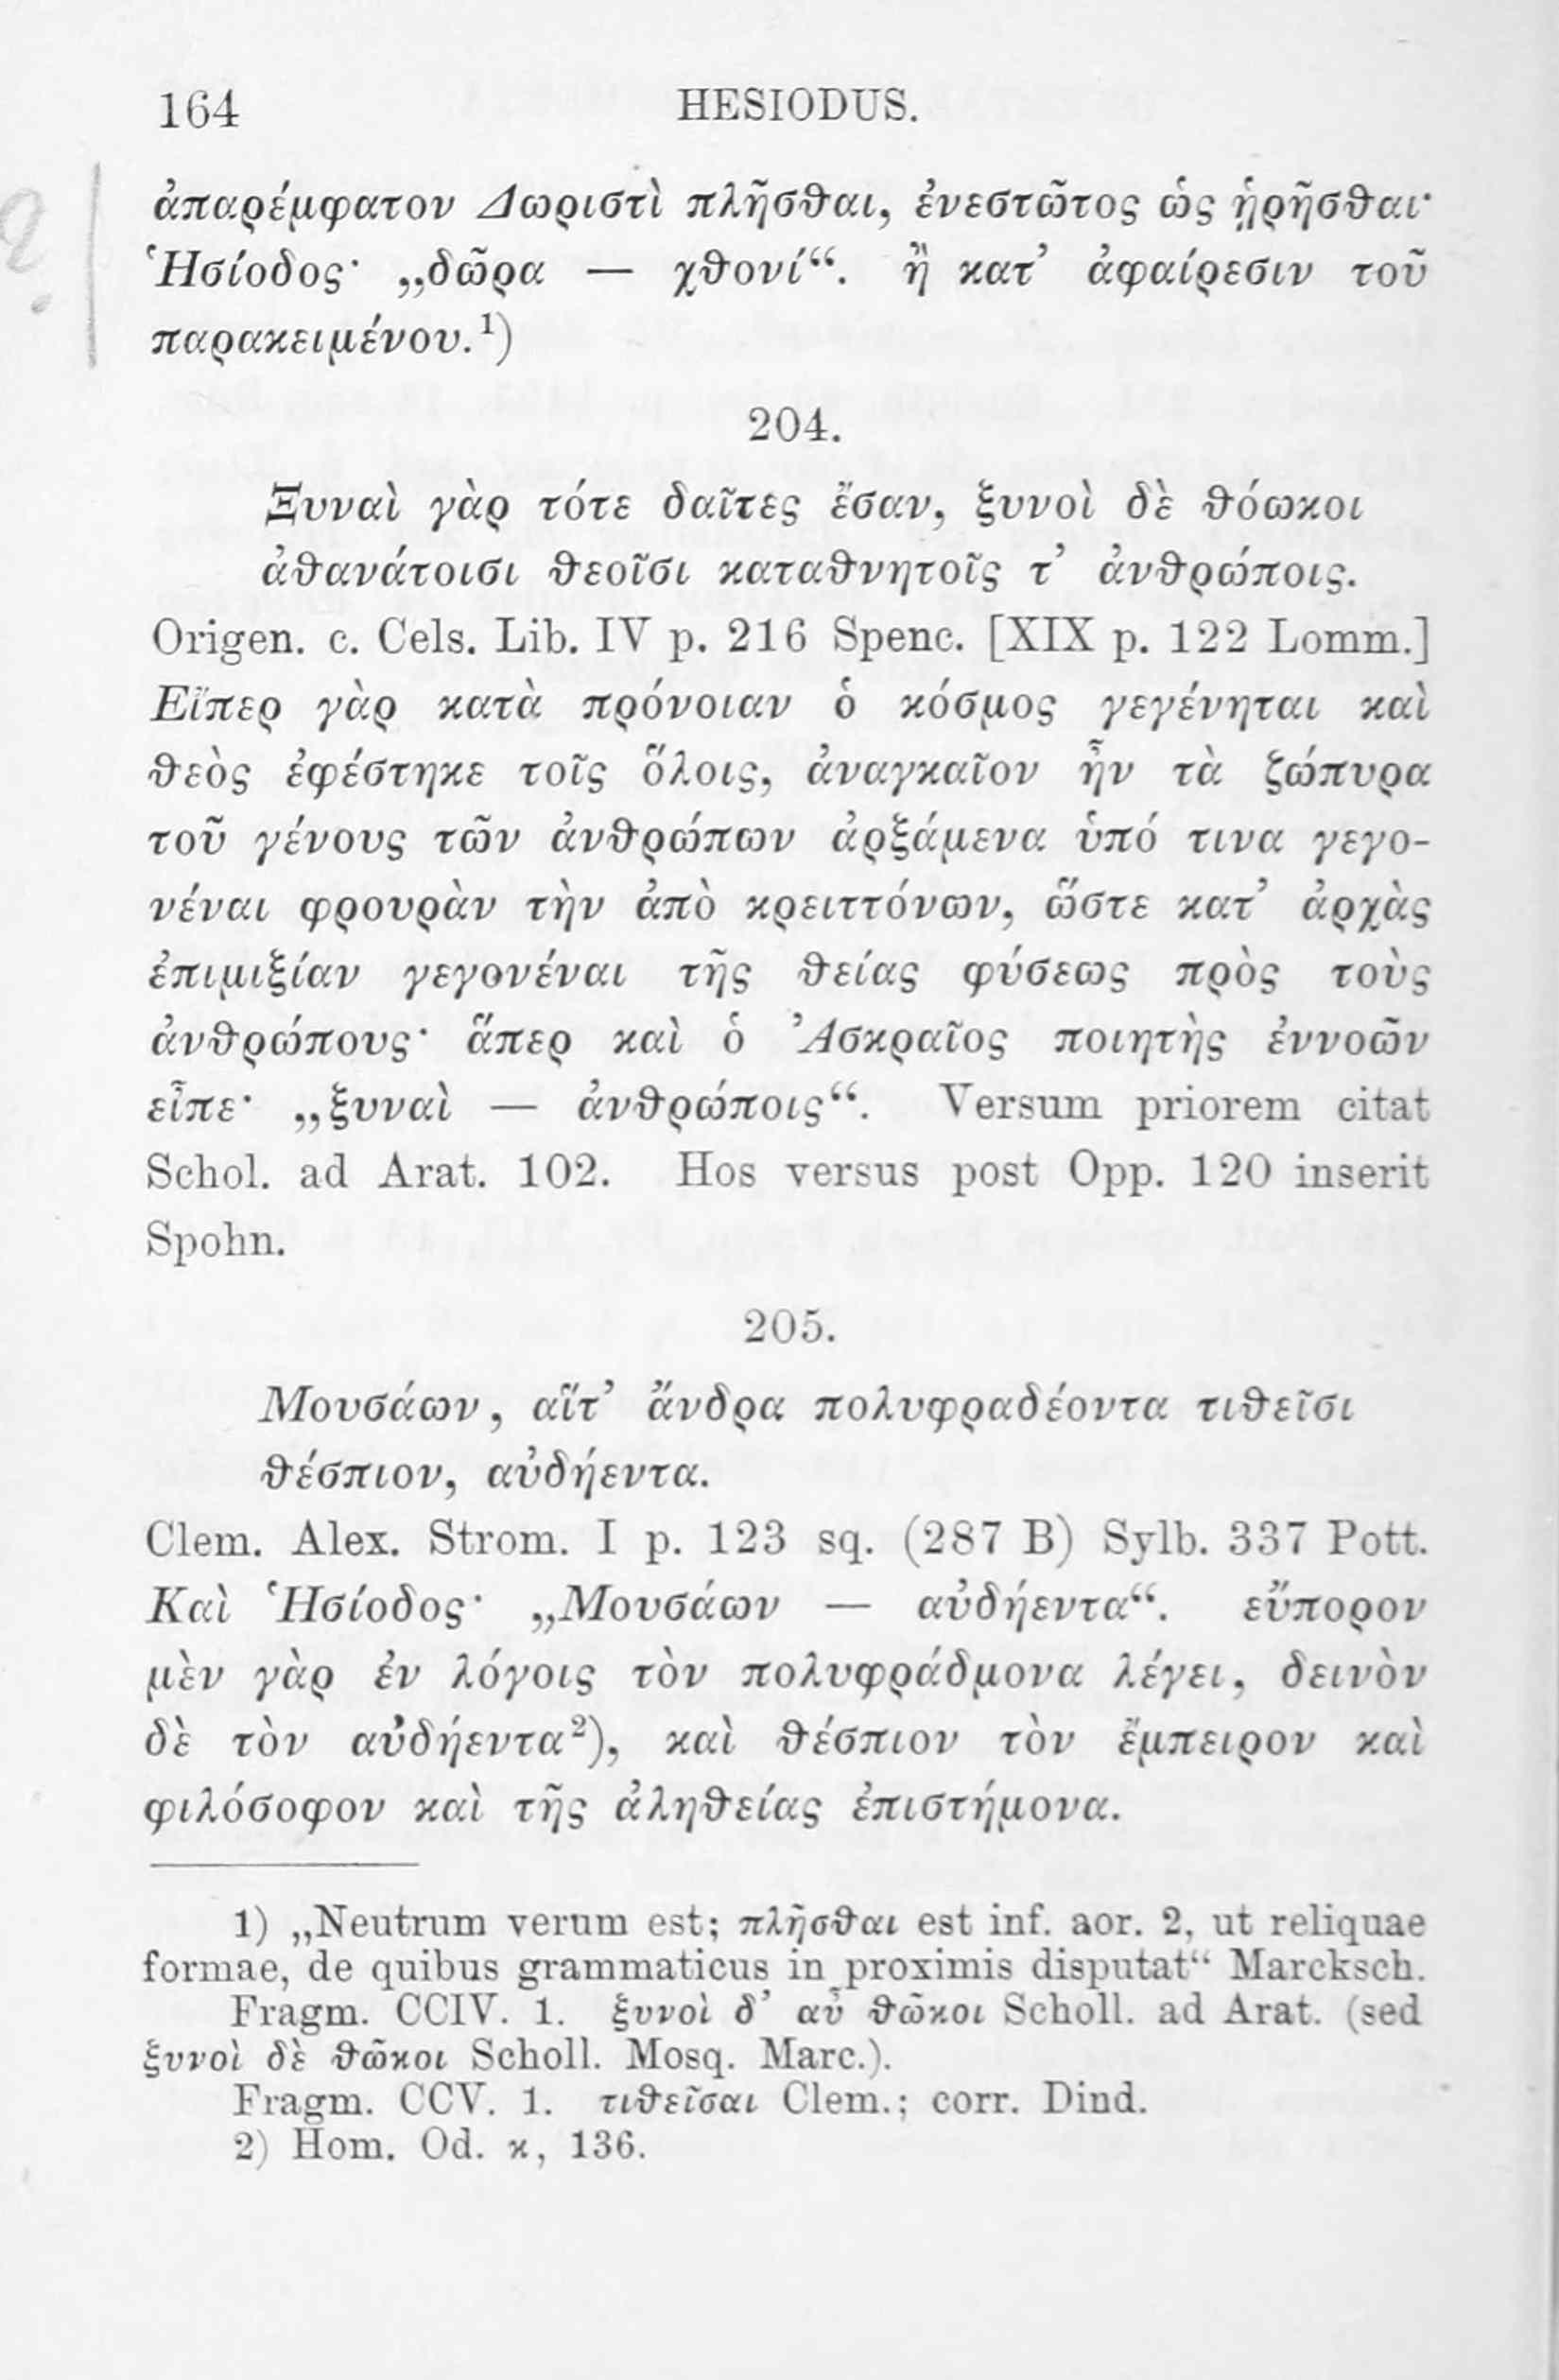 164 HESIODUS.
ἀπαρέμφατον Δωριστὶ πλῆσθαι, ἐνεστῶτος ὡς ᾑρῆσθαι·
Ἡσίοδος· „δῶρα — χθονί“. ἢ κατ’ ἀφαίρεσιν τοῦ
παρακειμένου.¹)
204.
Ξυναὶ γὰρ τότε δαῖτες ἔσαν, ξυνοὶ δὲ θόωκοι
ἀθανάτοισι θεοῖσι καταθνητοῖς τ’ ἀνθρώποις.
Origen. c. Cels. Lib. IV p. 216 Spenc. [XIX p. 122 Lomm.]
Εἴπερ γὰρ κατὰ πρόνοιαν ὁ κόσμος γεγένηται καὶ
θεὸς ἐφέστηκε τοῖς ὅλοις, ἀναγκαῖον ἦν τὰ ζώπυρα
τοῦ γένους τῶν ἀνθρώπων ἀρξάμενα ὑπό τινα γεγο-
νέναι φρουρὰν τὴν ἀπὸ κρειττόνων, ὥστε κατ’ ἀρχὰς
ἐπιμιξίαν γεγονέναι τῆς θείας φύσεως πρὸς τοὺς
ἀνθρώπους· ἅπερ καὶ ὁ Ἀσκραῖος ποιητὴς ἐννοῶν
εἶπε· „ξυναὶ — ἀνθρώποις“. Versum priorem citat
Schol. ad Arat. 102. Hos versus post Opp. 120 inserit
Spohn.
205.
Μουσάων, αἵτ’ ἄνδρα πολυφραδέοντα τιθεῖσι
θέσπιον, αὐδήεντα.
Clem. Alex. Strom. I p. 123 sq. (287 B) Sylb. 337 Pott.
Καὶ Ἡσίοδος· „Μουσάων — αὐδήεντα“. εὔπορον
μὲν γὰρ ἐν λόγοις τὸν πολυφράδμονα λέγει, δεινὸν
δὲ τὸν αὐδήεντα²), καὶ θέσπιον τὸν ἔμπειρον καὶ
φιλόσοφον καὶ τῆς ἀληθείας ἐπιστήμονα.
1) „Neutrum verum est; πλῆσθαι est inf. aor. 2, ut reliquae
formae, de quibus grammaticus in proximis disputat“ Marcksch.
Fragm. CCIV. 1. ξυνοὶ δ’ αὖ θῶκοι Scholl. ad Arat. (sed
ξυνοὶ δὲ θῶκοι Scholl. Mosq. Marc.).
Fragm. CCV. 1. τιθεῖσαι Clem.; corr. Dind.
2) Hom. Od. κ, 136.